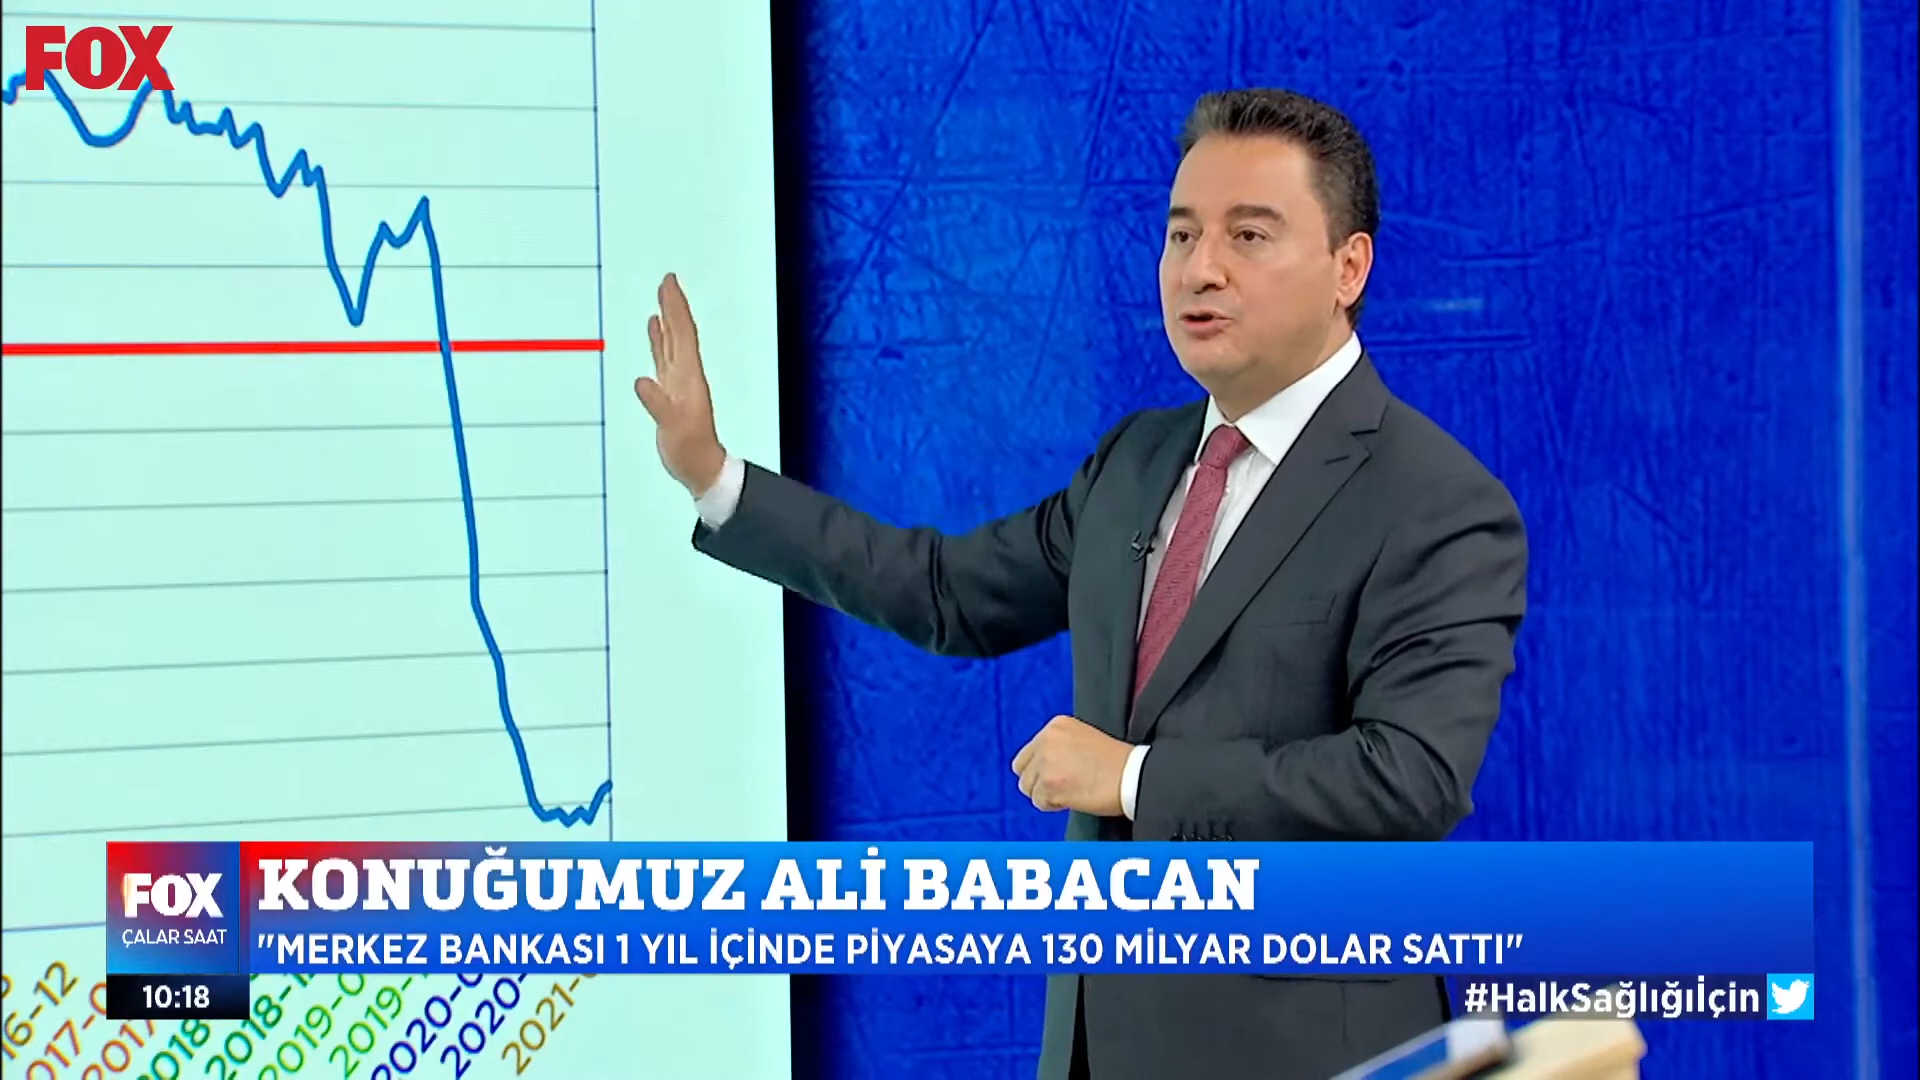 FOX
KONUĞUMUZ ALİ BABACAN
FOX
ÇALAR SAAT
"MERKEZ BANKASI 1 YIL İÇİNDE PİYASAYA 130 MİLYAR DOLAR SATTI"
10:18
#HalkSağlığıİçin